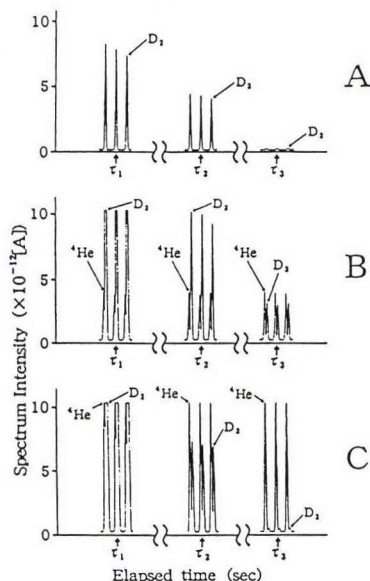 10
5
0
D₂
D₂
D₂
A
τ₁
τ₂
τ₃
Spectrum Intensity (×10⁻¹²[A])
10
5
0
⁴He
D₂
⁴He
D₂
⁴He
D₂
B
τ₁
τ₂
τ₃
10
5
0
⁴He
D₂
⁴He
D₂
⁴He
D₂
C
τ₁
τ₂
τ₃
Elapsed time (sec)